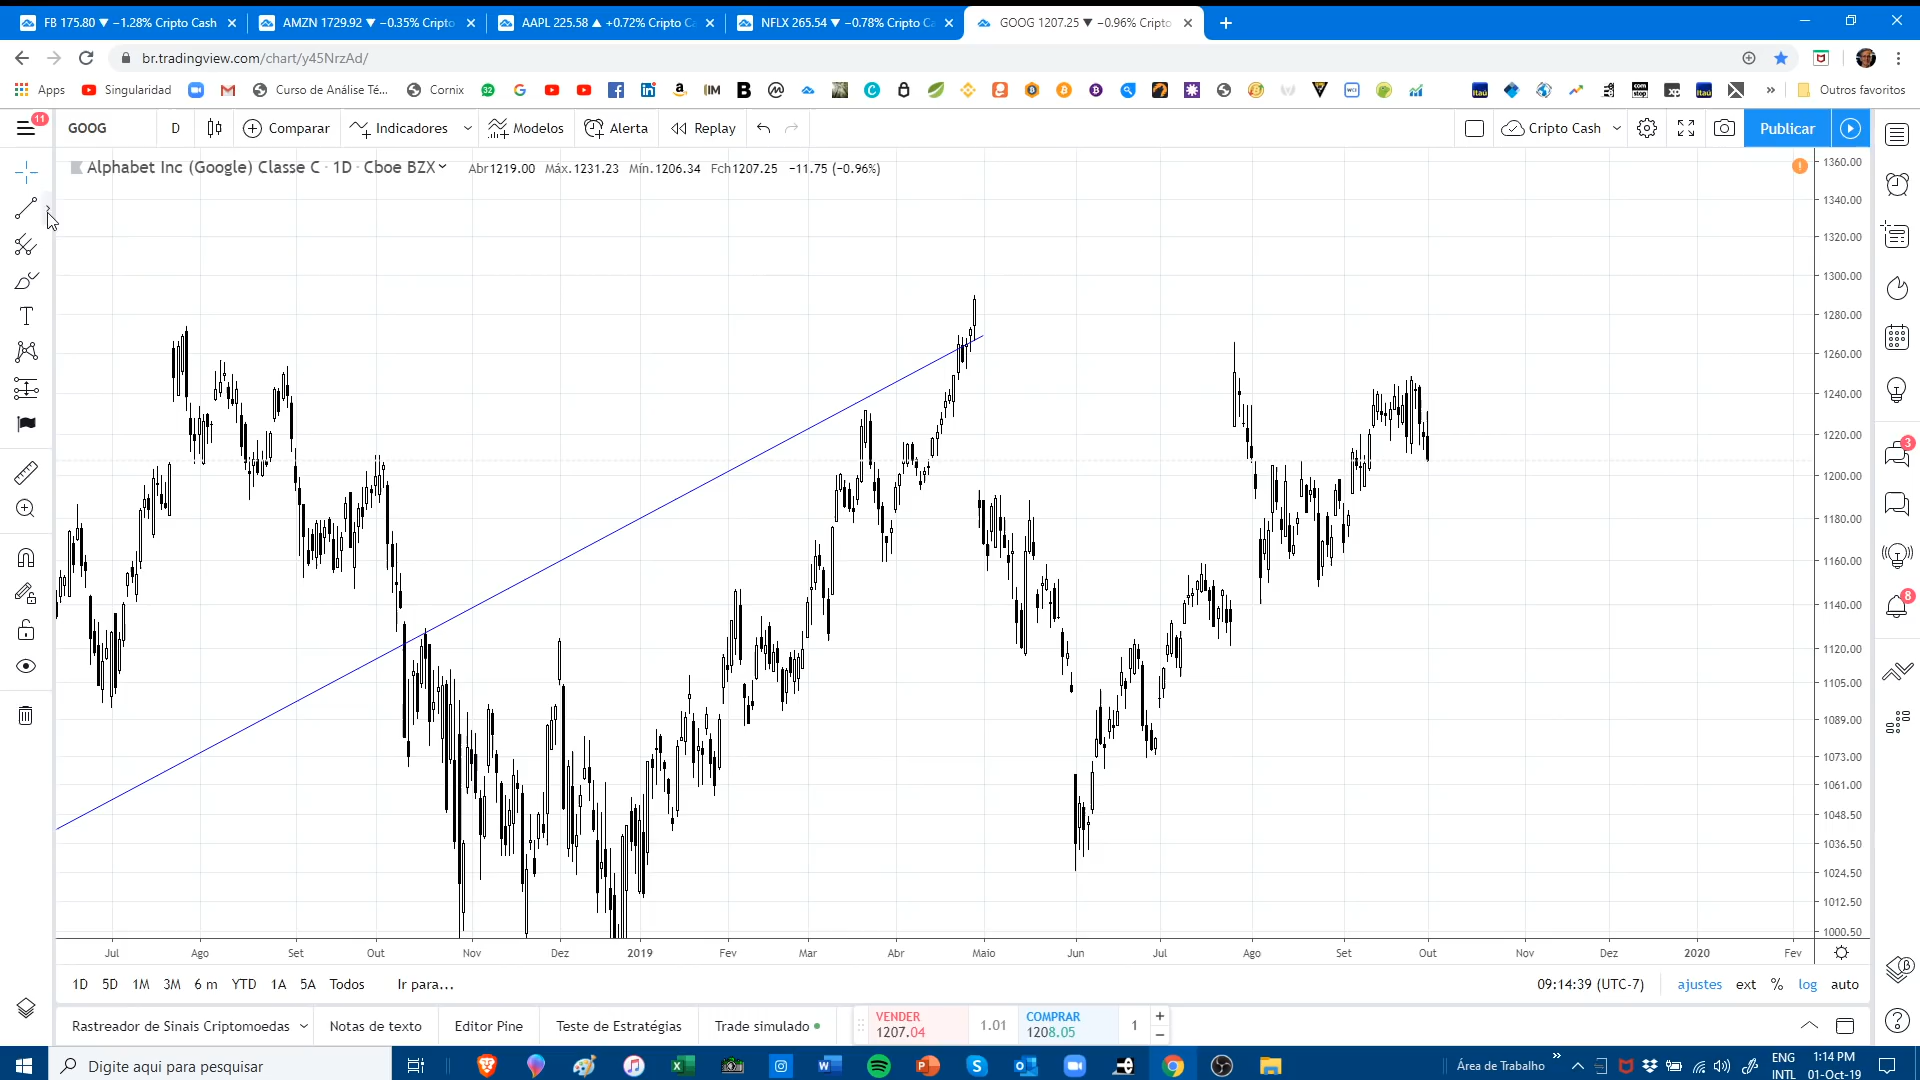 FB 175.80 ▼ −1.28% Cripto Cash
AMZN 1729.92 ▼ −0.35% Cripto
AAPL 225.58 ▲ +0.72% Cripto Ca
NFLX 265.54 ▼ −0.78% Cripto Ca
GOOG 1207.25 ▼ −0.96% Cripto
br.tradingview.com/chart/y45NrzAd/
Apps
Singularidad
Curso de Análise Té...
Cornix
Outros favoritos
11
GOOG
D
Comparar
Indicadores
Modelos
Alerta
Replay
Cripto Cash
Publicar
Alphabet Inc (Google) Classe C · 1D · Cboe BZX
Abr1219.00 Máx.1231.23 Mín.1206.34 Fch1207.25 −11.75 (−0.96%)
1360.00
1340.00
1320.00
1300.00
1280.00
1260.00
1240.00
1220.00
1200.00
1180.00
1160.00
1140.00
1120.00
1105.00
1089.00
1073.00
1061.00
1048.50
1036.50
1024.50
1012.50
1000.50
3
8
Jul Ago Set Out Nov Dez 2019 Fev Mar Abr Maio Jun Jul Ago Set Out Nov Dez 2020 Fev
1D 5D 1M 3M 6 m YTD 1A 5A Todos Ir para...
09:14:39 (UTC-7) ajustes ext % log auto
Rastreador de Sinais Criptomoedas
Notas de texto
Editor Pine
Teste de Estratégias
Trade simulado
VENDER
1207.04
1.01
COMPRAR
1208.05
1
Digite aqui para pesquisar
Área de Trabalho
ENG
INTL
1:14 PM
01-Oct-19